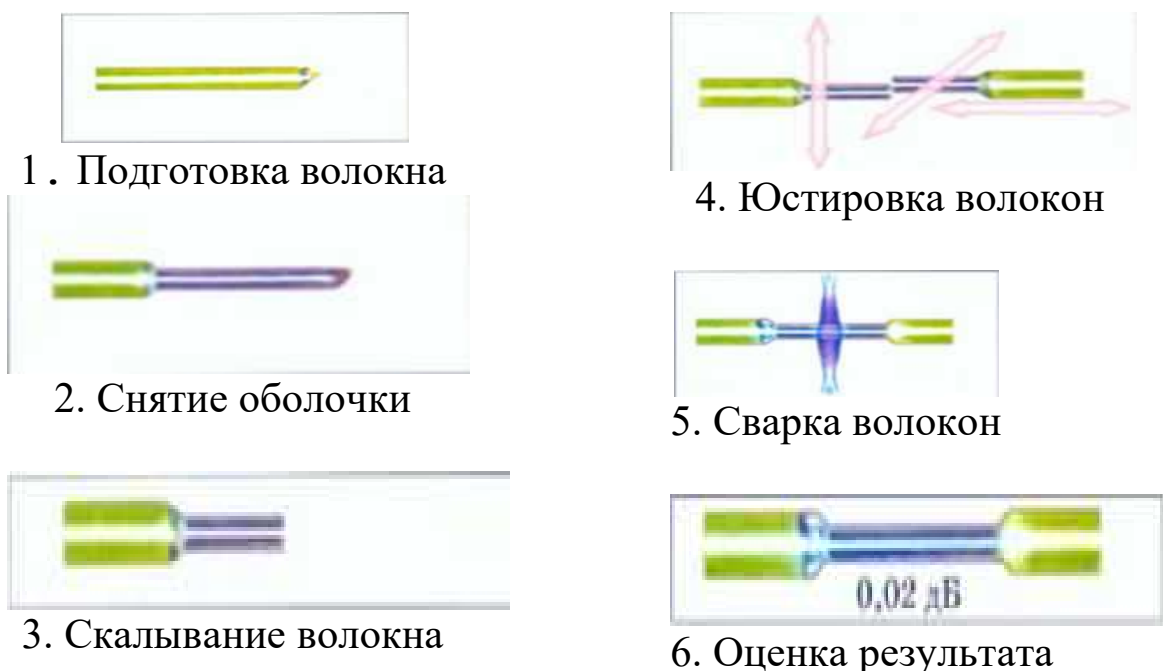 1. Подготовка волокна
2. Снятие оболочки
3. Скалывание волокна
4. Юстировка волокон
5. Сварка волокон
0,02 дБ
6. Оценка результата